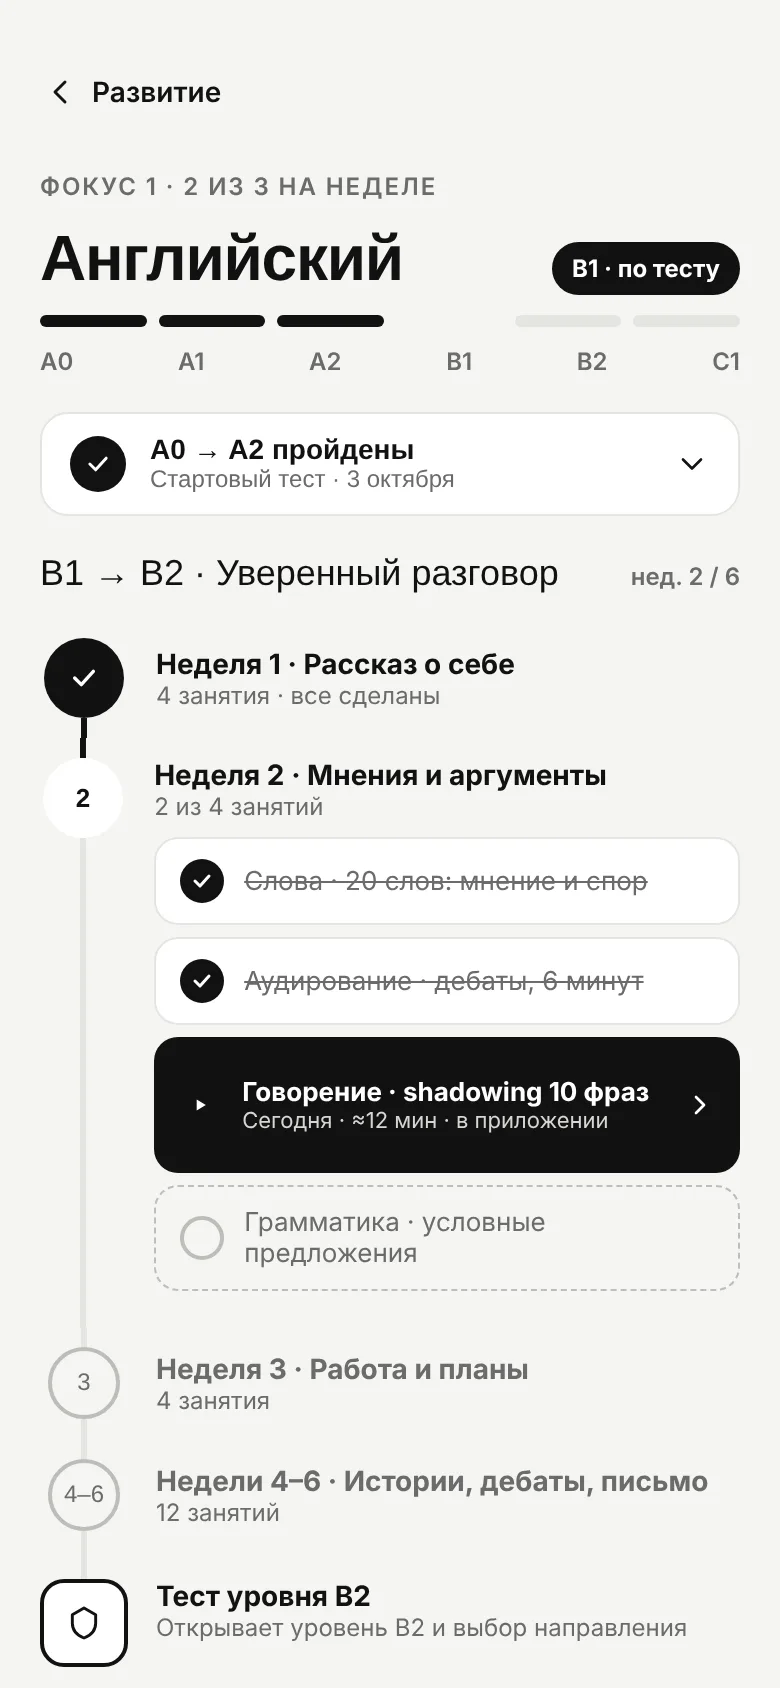 Развитие
ФОКУС 1 · 2 ИЗ 3 НА НЕДЕЛЕ
Английский
B1 · по тесту
A0 A1 A2 B1 B2 C1
A0 → A2 пройдены
Стартовый тест · 3 октября
B1 → B2 · Уверенный разговор
нед. 2 / 6
Неделя 1 · Рассказ о себе
4 занятия · все сделаны
2
Неделя 2 · Мнения и аргументы
2 из 4 занятий
Слова · 20 слов: мнение и спор
Аудирование · дебаты, 6 минут
Говорение · shadowing 10 фраз
Сегодня · ≈12 мин · в приложении
Грамматика · условные
предложения
3
Неделя 3 · Работа и планы
4 занятия
4–6
Недели 4–6 · Истории, дебаты, письмо
12 занятий
Тест уровня B2
Открывает уровень B2 и выбор направления